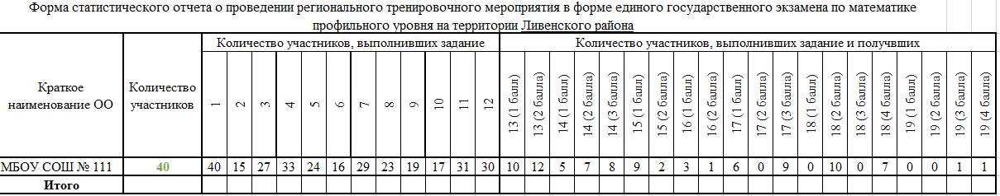 Форма статистического отчета о проведении регионального тренировочного мероприятия в форме единого государственного экзамена по математике
профильного уровня на территории Ливенского района
Краткое наименование ОО
Количество участников
Количество участников, выполнивших задание
Количество участников, выполнивших задание и получвших
1 2 3 4 5 6 7 8 9 10 11 12 13 (1 балл) 13 (2 балла) 14 (1 балл) 14 (2 балла) 14 (3 балла) 15 (1 балл) 15 (2 балла) 16 (1 балл) 16 (2 балла) 17 (1 балл) 17 (2 балла) 17 (3 балла) 18 (1 балл) 18 (2 балла) 18 (3 балла) 18 (4 балла) 19 (1 балл) 19 (2 балла) 19 (3 балла) 19 (4 балла)
МБОУ СОШ № 111 40 40 15 27 33 24 16 29 23 19 17 31 30 10 12 5 7 8 9 2 3 1 6 0 9 0 10 0 7 0 0 1 1
Итого